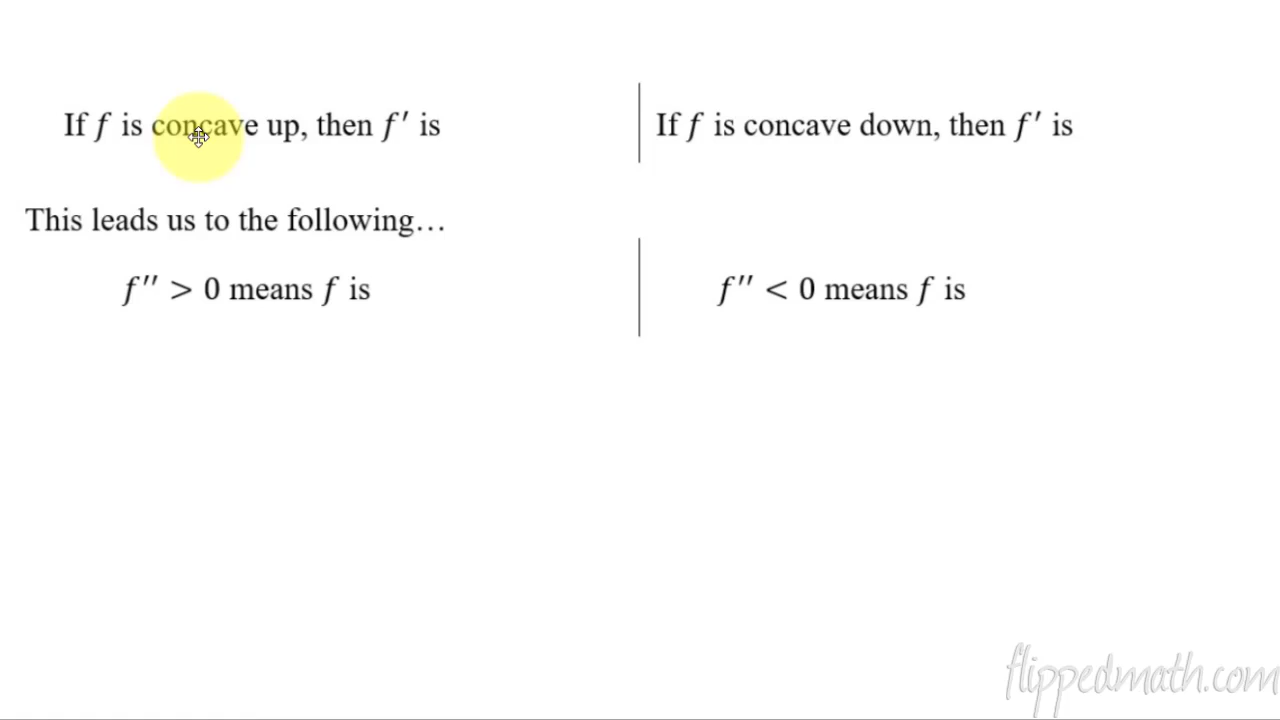 If f is concave up, then f′ is
If f is concave down, then f′ is
This leads us to the following…
f″ > 0 means f is
f″ < 0 means f is
flippedmath.com